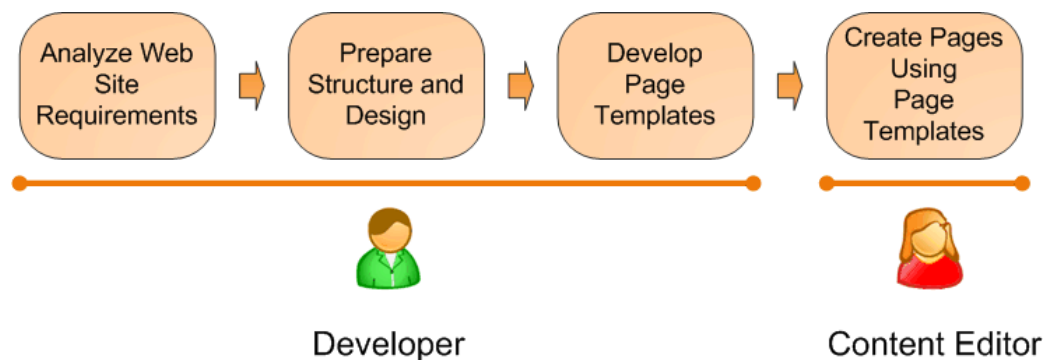 Analyze Web
Site
Requirements
Prepare
Structure and
Design
Develop
Page
Templates
Create Pages
Using
Page
Templates
Developer
Content Editor